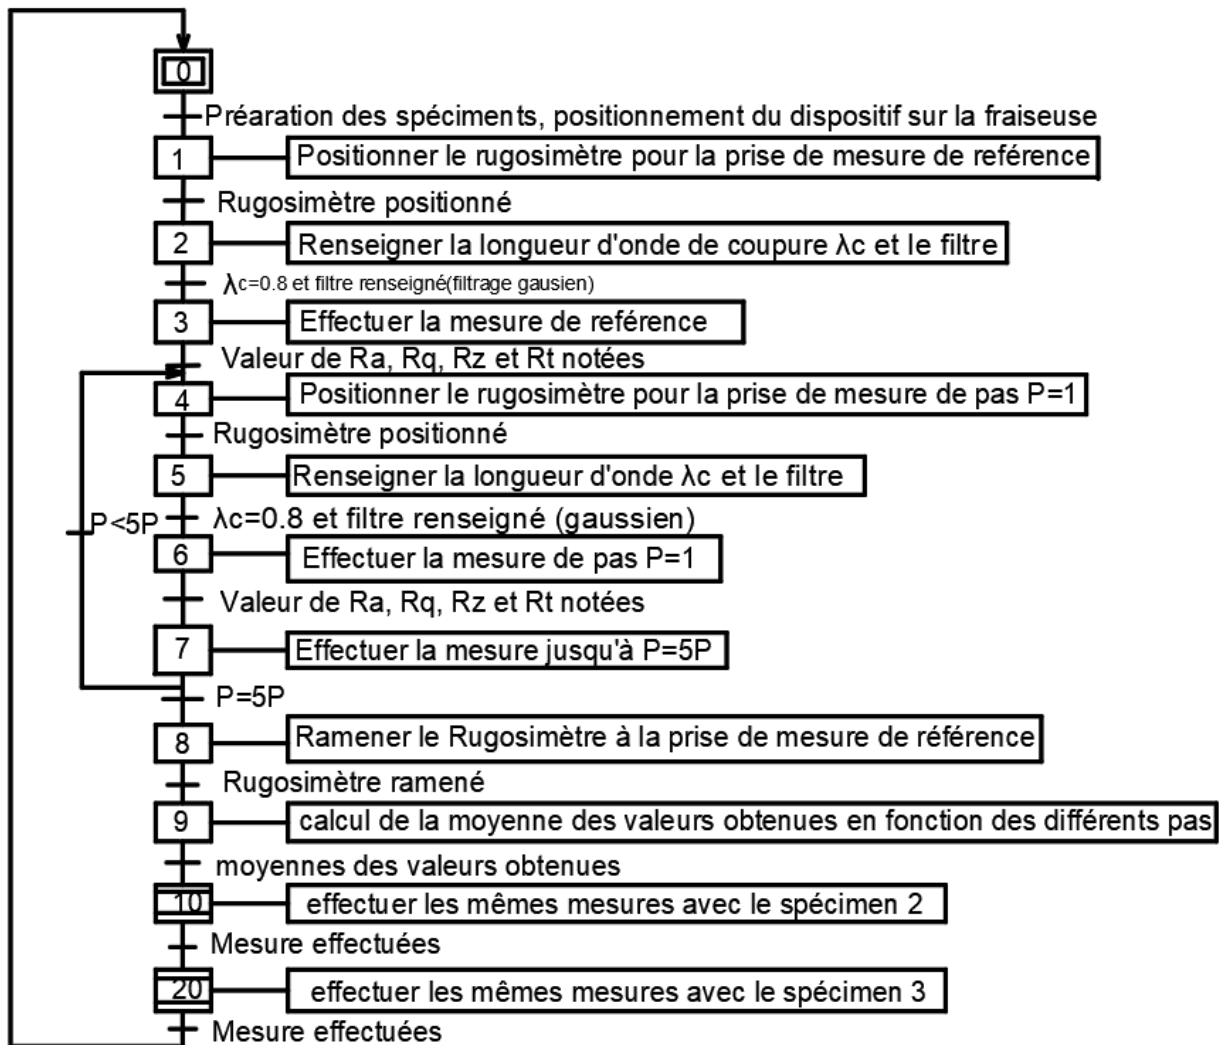 0
Préaration des spéciments, positionnement du dispositif sur la fraiseuse
1 Positionner le rugosimètre pour la prise de mesure de reférence
Rugosimètre positionné
2 Renseigner la longueur d'onde de coupure λc et le filtre
λc=0.8 et filtre renseigné(filtrage gausien)
3 Effectuer la mesure de reférence
Valeur de Ra, Rq, Rz et Rt notées
4 Positionner le rugosimètre pour la prise de mesure de pas P=1
Rugosimètre positionné
5 Renseigner la longueur d'onde λc et le filtre
P<5P λc=0.8 et filtre renseigné (gaussien)
6 Effectuer la mesure de pas P=1
Valeur de Ra, Rq, Rz et Rt notées
7 Effectuer la mesure jusqu'à P=5P
P=5P
8 Ramener le Rugosimètre à la prise de mesure de référence
Rugosimètre ramené
9 calcul de la moyenne des valeurs obtenues en fonction des différents pas
moyennes des valeurs obtenues
10 effectuer les mêmes mesures avec le spécimen 2
Mesure effectuées
20 effectuer les mêmes mesures avec le spécimen 3
Mesure effectuées